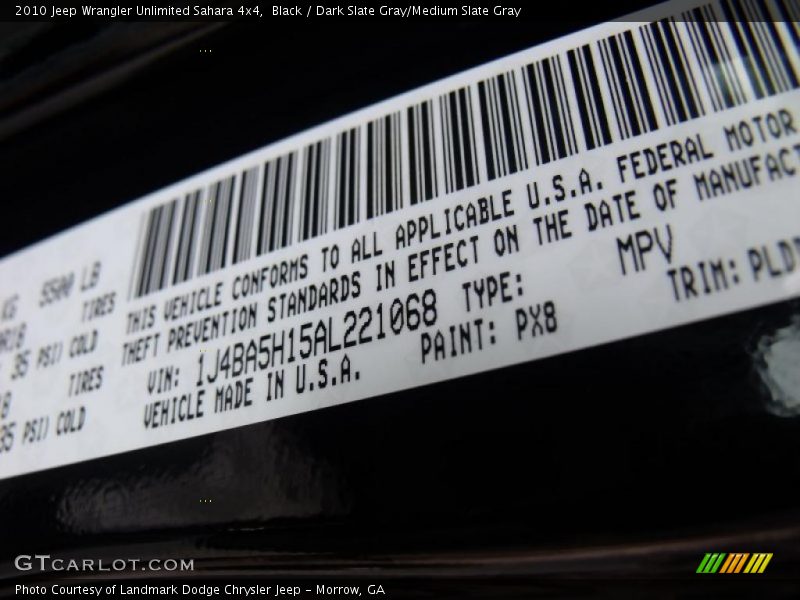 2010 Jeep Wrangler Unlimited Sahara 4x4,  Black / Dark Slate Gray/Medium Slate Gray
KG 5500 LB
TIRES
35 PSI) COLD
TIRES
35 PSI) COLD
THIS VEHICLE CONFORMS TO ALL APPLICABLE U.S.A. FEDERAL MOTOR
THEFT PREVENTION STANDARDS IN EFFECT ON THE DATE OF MANUFACT
VIN: 1J4BA5H15AL221068 TYPE: MPV
VEHICLE MADE IN U.S.A. PAINT: PX8 TRIM: PLD
GTCARLOT.COM
Photo Courtesy of Landmark Dodge Chrysler Jeep - Morrow, GA